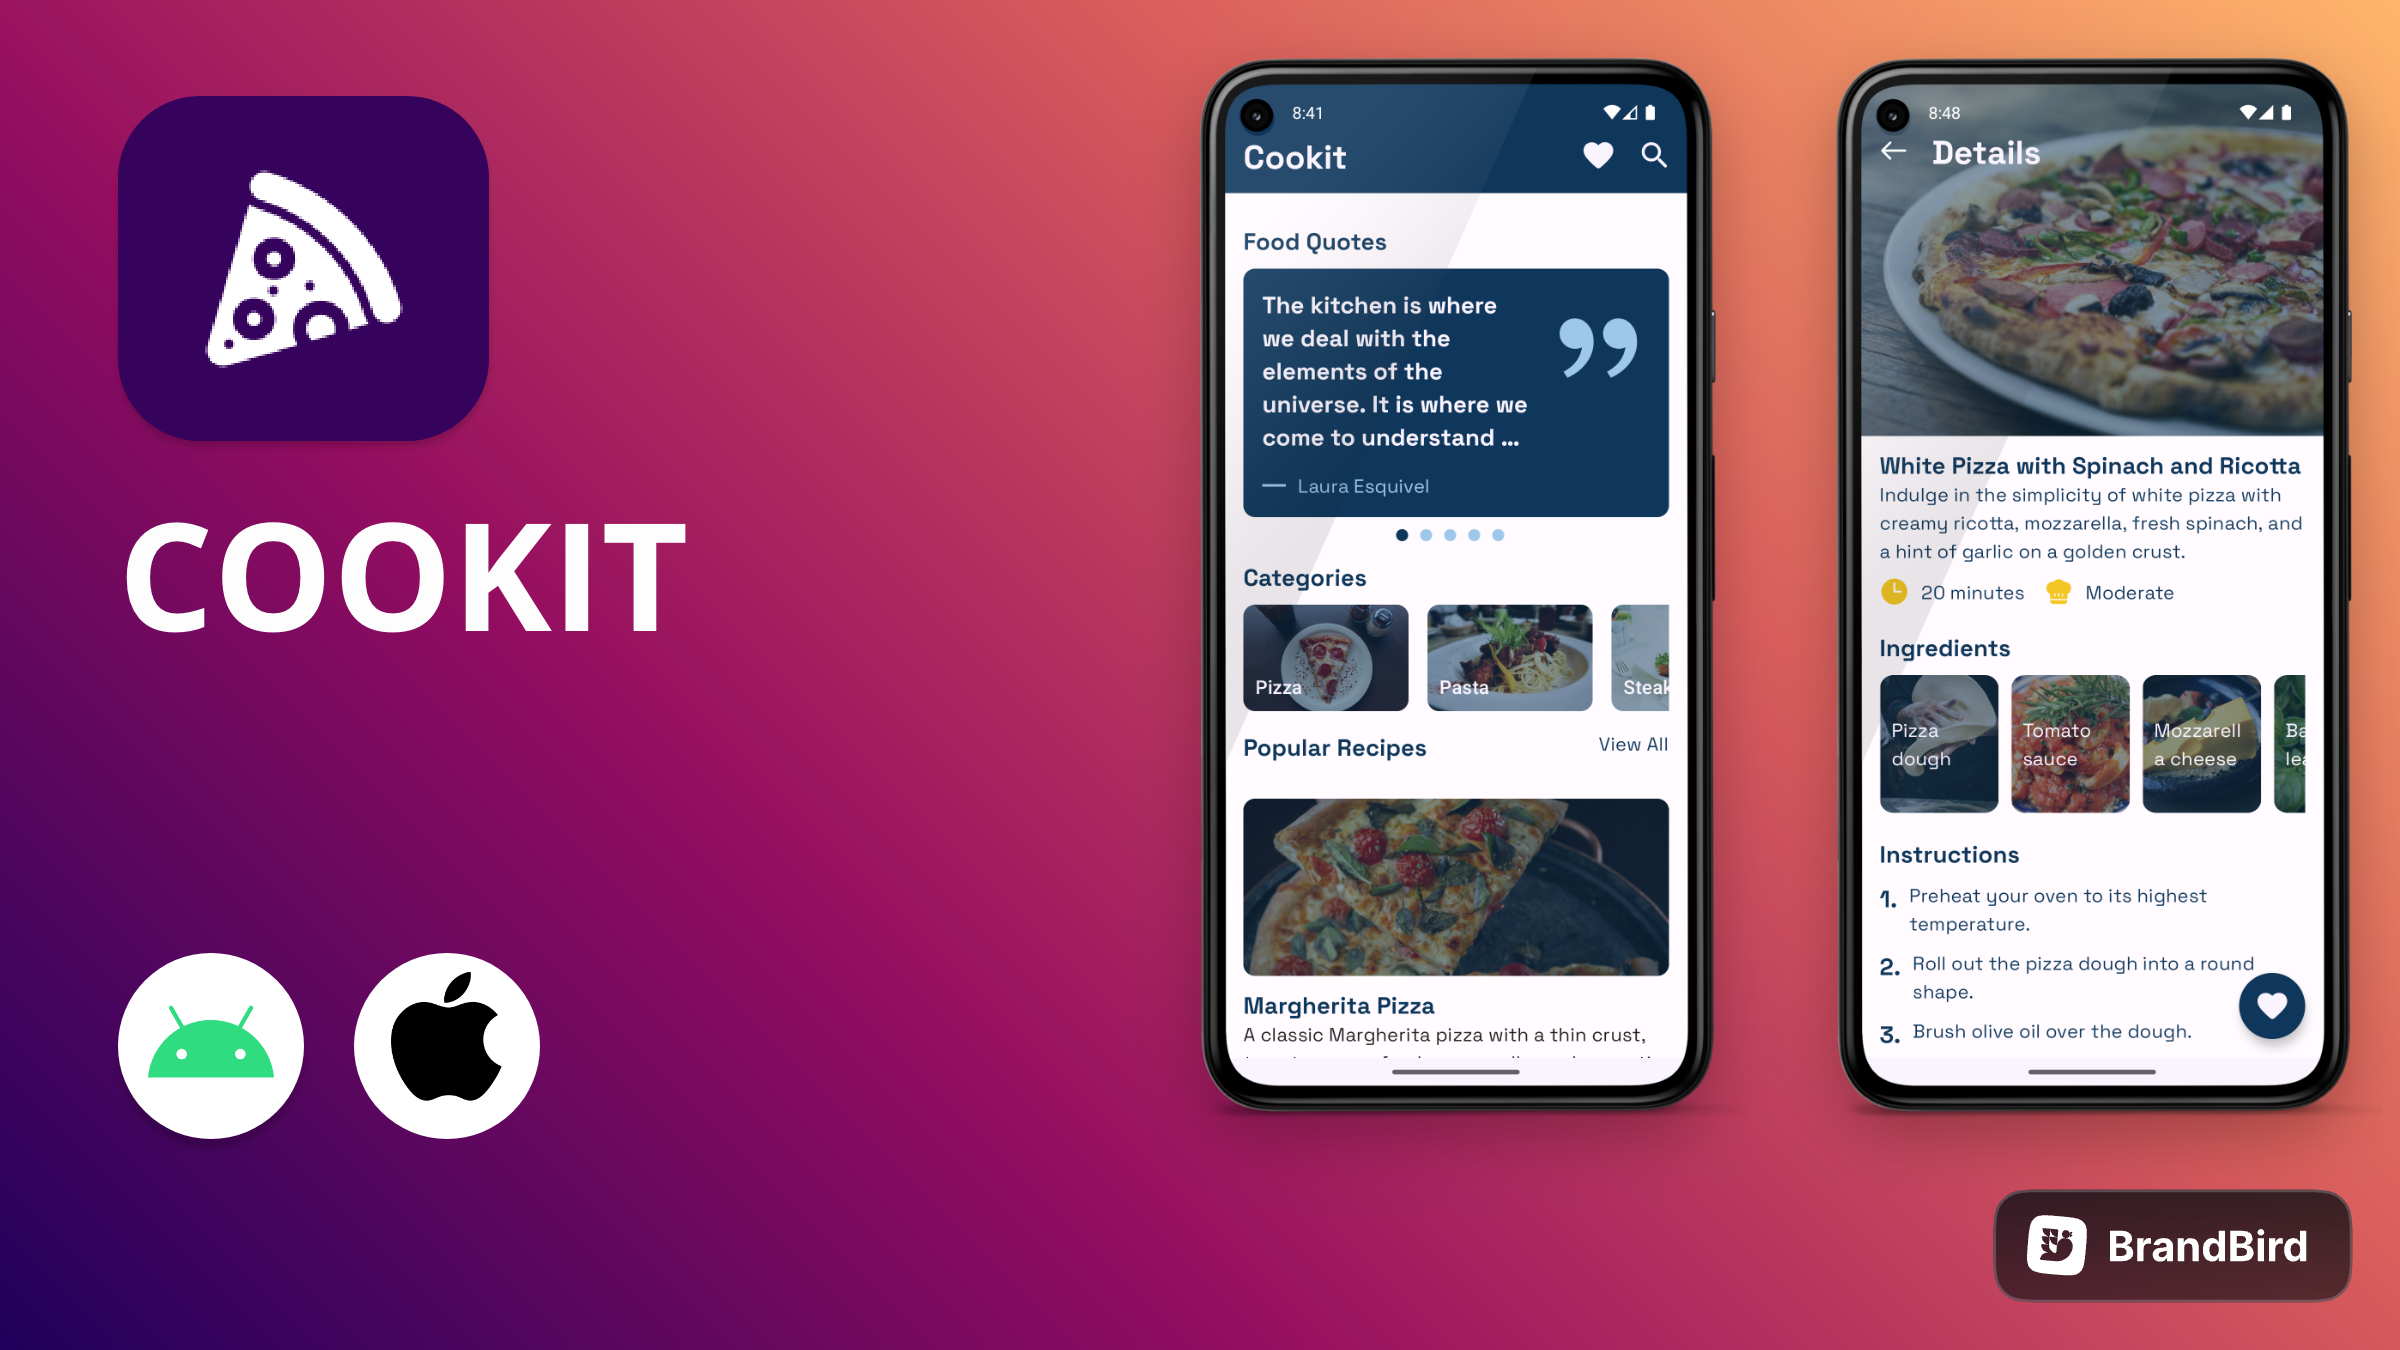 COOKIT
8:41
Cookit
Food Quotes
The kitchen is where
we deal with the
elements of the
universe. It is where we
come to understand ...
— Laura Esquivel
Categories
Pizza
Pasta
Steak
Popular Recipes
View All
Margherita Pizza
A classic Margherita pizza with a thin crust,
8:48
Details
White Pizza with Spinach and Ricotta
Indulge in the simplicity of white pizza with
creamy ricotta, mozzarella, fresh spinach, and
a hint of garlic on a golden crust.
20 minutes
Moderate
Ingredients
Pizza
dough
Tomato
sauce
Mozzarell
a cheese
Ba
lea
Instructions
1. Preheat your oven to its highest
temperature.
2. Roll out the pizza dough into a round
shape.
3. Brush olive oil over the dough.
BrandBird